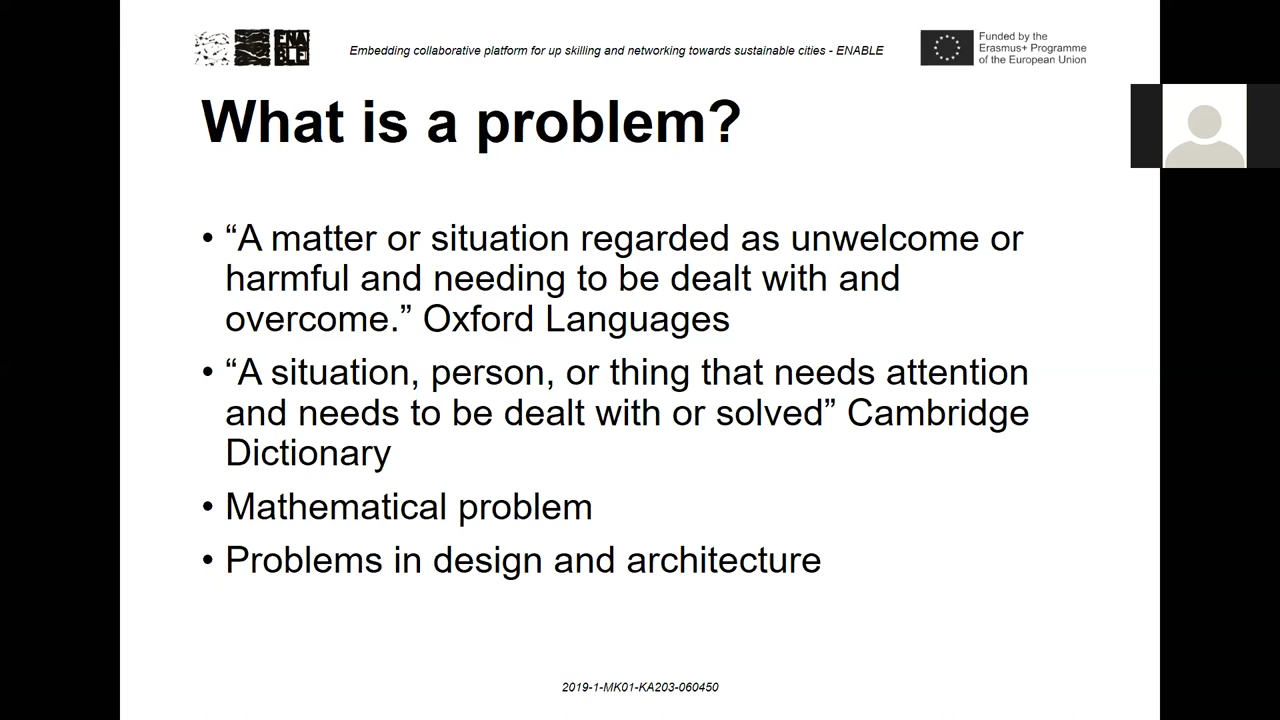 ENA
BLE
Embedding collaborative platform for up skilling and networking towards sustainable cities - ENABLE
Funded by the
Erasmus+ Programme
of the European Union
What is a problem?
• “A matter or situation regarded as unwelcome or
harmful and needing to be dealt with and
overcome.” Oxford Languages
• “A situation, person, or thing that needs attention
and needs to be dealt with or solved” Cambridge
Dictionary
• Mathematical problem
• Problems in design and architecture
2019-1-MK01-KA203-060450